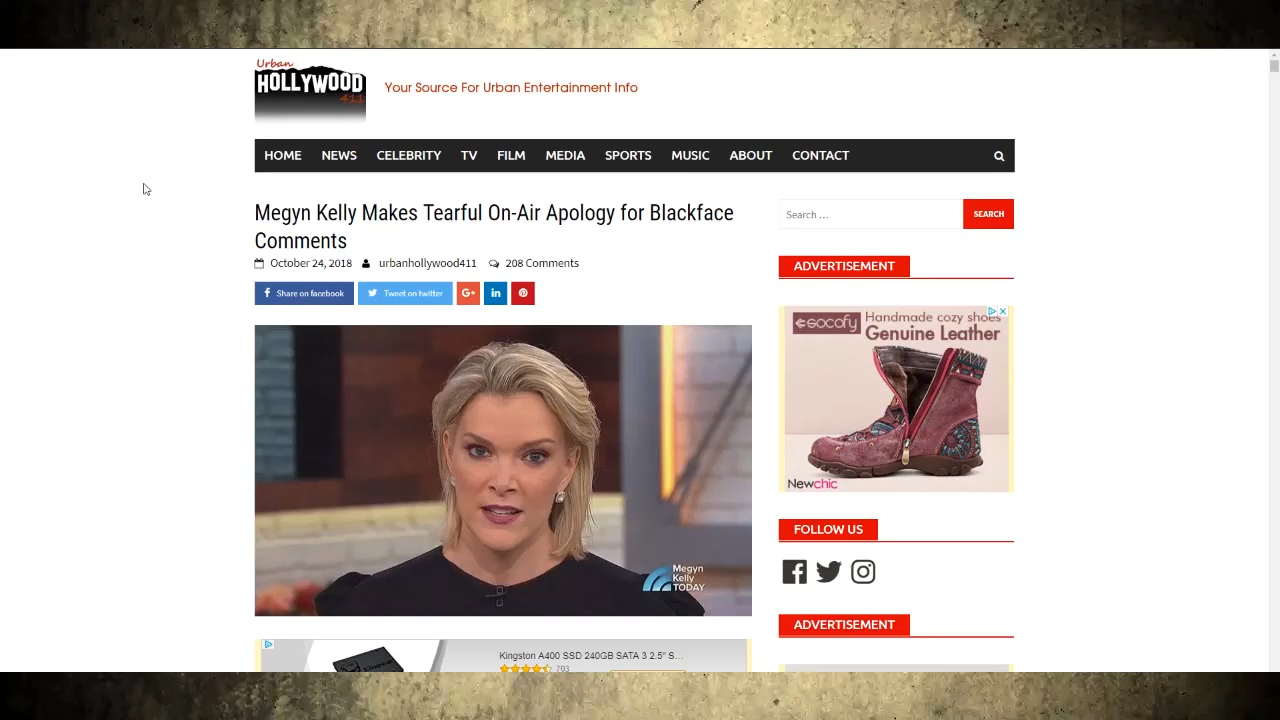 Urban
HOLLYWOOD
411
Your Source For Urban Entertainment Info
HOME NEWS CELEBRITY TV FILM MEDIA SPORTS MUSIC ABOUT CONTACT
Megyn Kelly Makes Tearful On-Air Apology for Blackface
Comments
October 24, 2018 urbanhollywood411 208 Comments
Share on facebook Tweet on twitter G+ in
Megyn
Kelly
TODAY
Kingston A400 SSD 240GB SATA 3 2.5" S...
703
Search ... SEARCH
ADVERTISEMENT
socofy Handmade cozy shoes
Genuine Leather
Newchic
FOLLOW US
ADVERTISEMENT